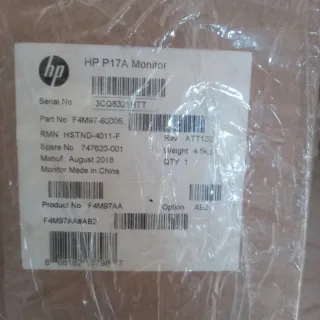 hp
HP P17A Monitor
Serial No
Part No F4M97-60005
RMN HSTND-4011-F
Rev
Spare No 747620-001
Weight 4.5kg
Manuf. August 2018
QTY 1
Monitor Made in China
Product No F4M97AA
Option AB2
F4M97AA#AB2